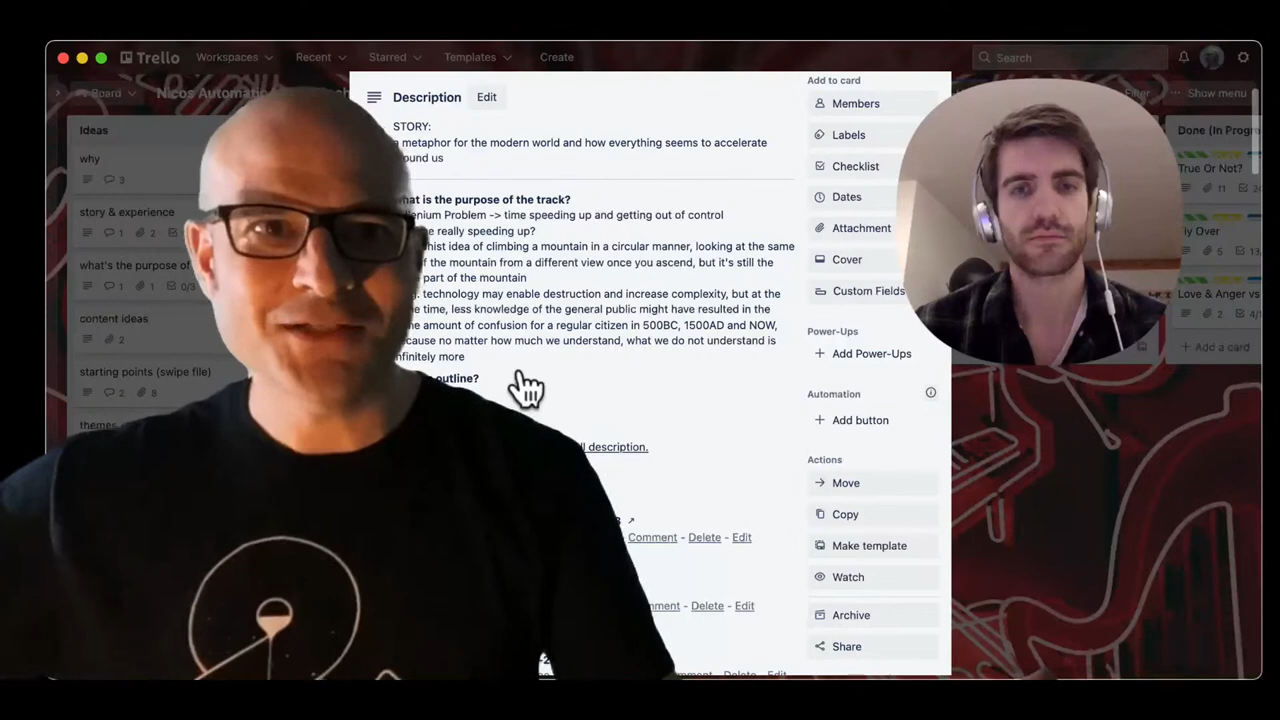 Trello
Workspaces
Recent
Starred
Templates
Create
Search
Board
Nicos
Show menu
Ideas
why
3
story & experience
1
2
what's the purpose of
1
1
content ideas
2
starting points (swipe file)
2
8
themes
Description
Edit
STORY:
metaphor for the modern world and how everything seems to accelerate
us
is the purpose of the track?
Problem -> time speeding up and getting out of control
really speeding up?
idea of climbing a mountain in a circular manner, looking at the same
of the mountain from a different view once you ascend, but it's still the
part of the mountain
technology may enable destruction and increase complexity, but at the
time, less knowledge of the general public might have resulted in the
amount of confusion for a regular citizen in 500BC, 1500AD and NOW,
no matter how much we understand, what we do not understand is
infinitely more
outline?
description.
Comment - Delete - Edit
Delete - Edit
Delete - Edit
Add to card
Members
Labels
Checklist
Dates
Attachment
Cover
Custom Fields
Power-Ups
+ Add Power-Ups
Automation
+ Add button
Actions
Move
Copy
Make template
Watch
Archive
Share
Done (In
True Or Not?
11
Over
5
13
Love & Anger vs
2
+ Add a card